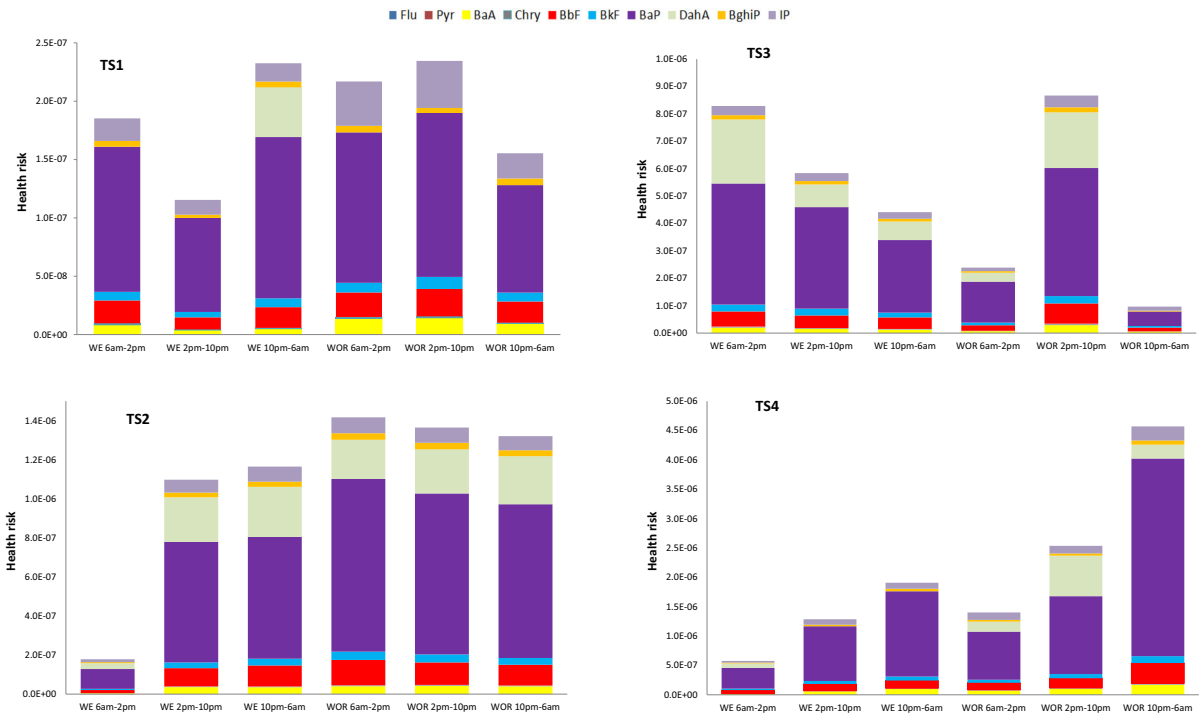 Flu Pyr BaA Chry BbF BkF BaP DahA BghiP IP
TS1
Health risk
2.5E-07
2.0E-07
1.5E-07
1.0E-07
5.0E-08
0.0E+00
WE 6am-2pm WE 2pm-10pm WE 10pm-6am WOR 6am-2pm WOR 2pm-10pm WOR 10pm-6am
TS3
Health risk
1.0E-06
9.0E-07
8.0E-07
7.0E-07
6.0E-07
5.0E-07
4.0E-07
3.0E-07
2.0E-07
1.0E-07
0.0E+00
WE 6am-2pm WE 2pm-10pm WE 10pm-6am WOR 6am-2pm WOR 2pm-10pm WOR 10pm-6am
TS2
Health risk
1.4E-06
1.2E-06
1.0E-06
8.0E-07
6.0E-07
4.0E-07
2.0E-07
0.0E+00
WE 6am-2pm WE 2pm-10pm WE 10pm-6am WOR 6am-2pm WOR 2pm-10pm WOR 10pm-6am
TS4
Health risk
5.0E-06
4.5E-06
4.0E-06
3.5E-06
3.0E-06
2.5E-06
2.0E-06
1.5E-06
1.0E-06
5.0E-07
0.0E+00
WE 6am-2pm WE 2pm-10pm WE 10pm-6am WOR 6am-2pm WOR 2pm-10pm WOR 10pm-6am